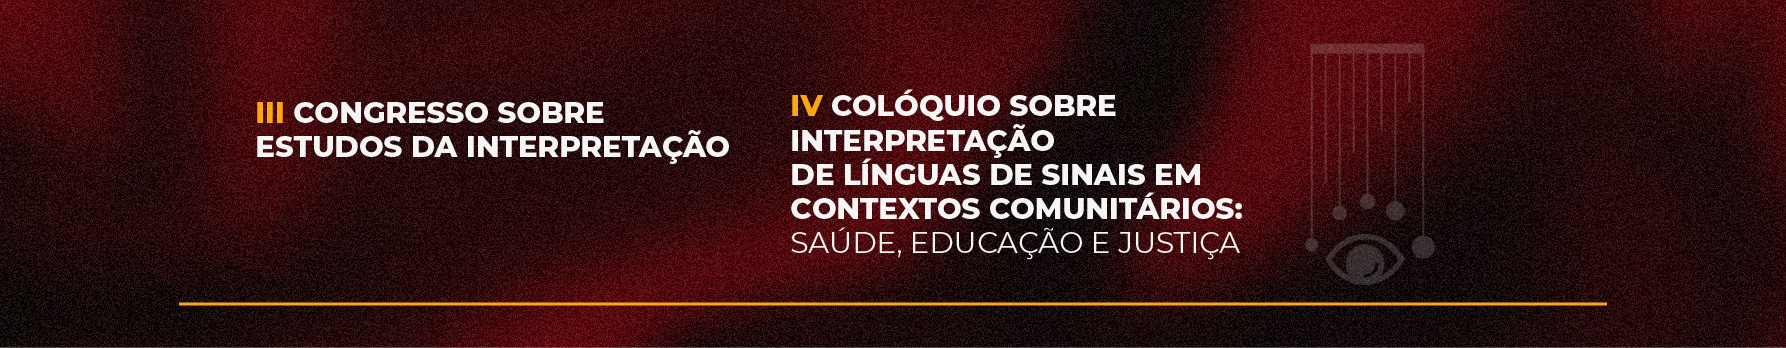 III CONGRESSO SOBRE
ESTUDOS DA INTERPRETAÇÃO
IV COLÓQUIO SOBRE
INTERPRETAÇÃO
DE LÍNGUAS DE SINAIS EM
CONTEXTOS COMUNITÁRIOS:
SAÚDE, EDUCAÇÃO E JUSTIÇA